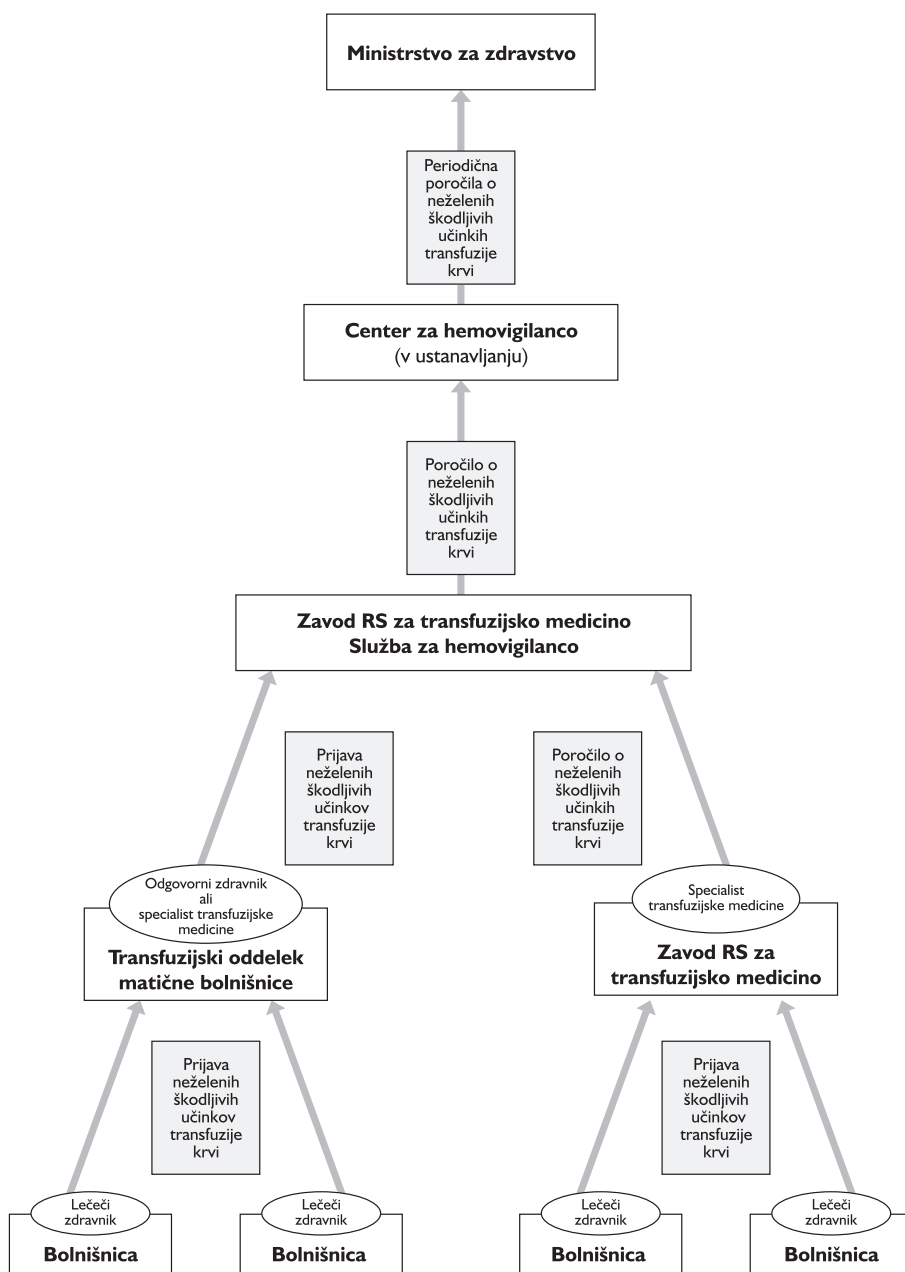 Ministrstvo za zdravstvo
Periodična
poročila o
neželenih
škodljivih
učinkih
transfuzije
krvi
Center za hemovigilanco
(v ustanavljanju)
Poročilo o
neželenih
škodljivih
učinkih
transfuzije
krvi
Zavod RS za transfuzijsko medicino
Služba za hemovigilanco
Prijava
neželenih
škodljivih
učinkov
transfuzije
krvi
Poročilo o
neželenih
škodljivih
učinkih
transfuzije
krvi
Odgovorni zdravnik
ali
specialist transfuzijske
medicine
Transfuzijski oddelek
matične bolnišnice
Specialist
transfuzijske medicine
Zavod RS za
transfuzijsko medicino
Prijava
neželenih
škodljivih
učinkov
transfuzije
krvi
Prijava
neželenih
škodljivih
učinkov
transfuzije
krvi
Lečeči
zdravnik
Bolnišnica
Lečeči
zdravnik
Bolnišnica
Lečeči
zdravnik
Bolnišnica
Lečeči
zdravnik
Bolnišnica